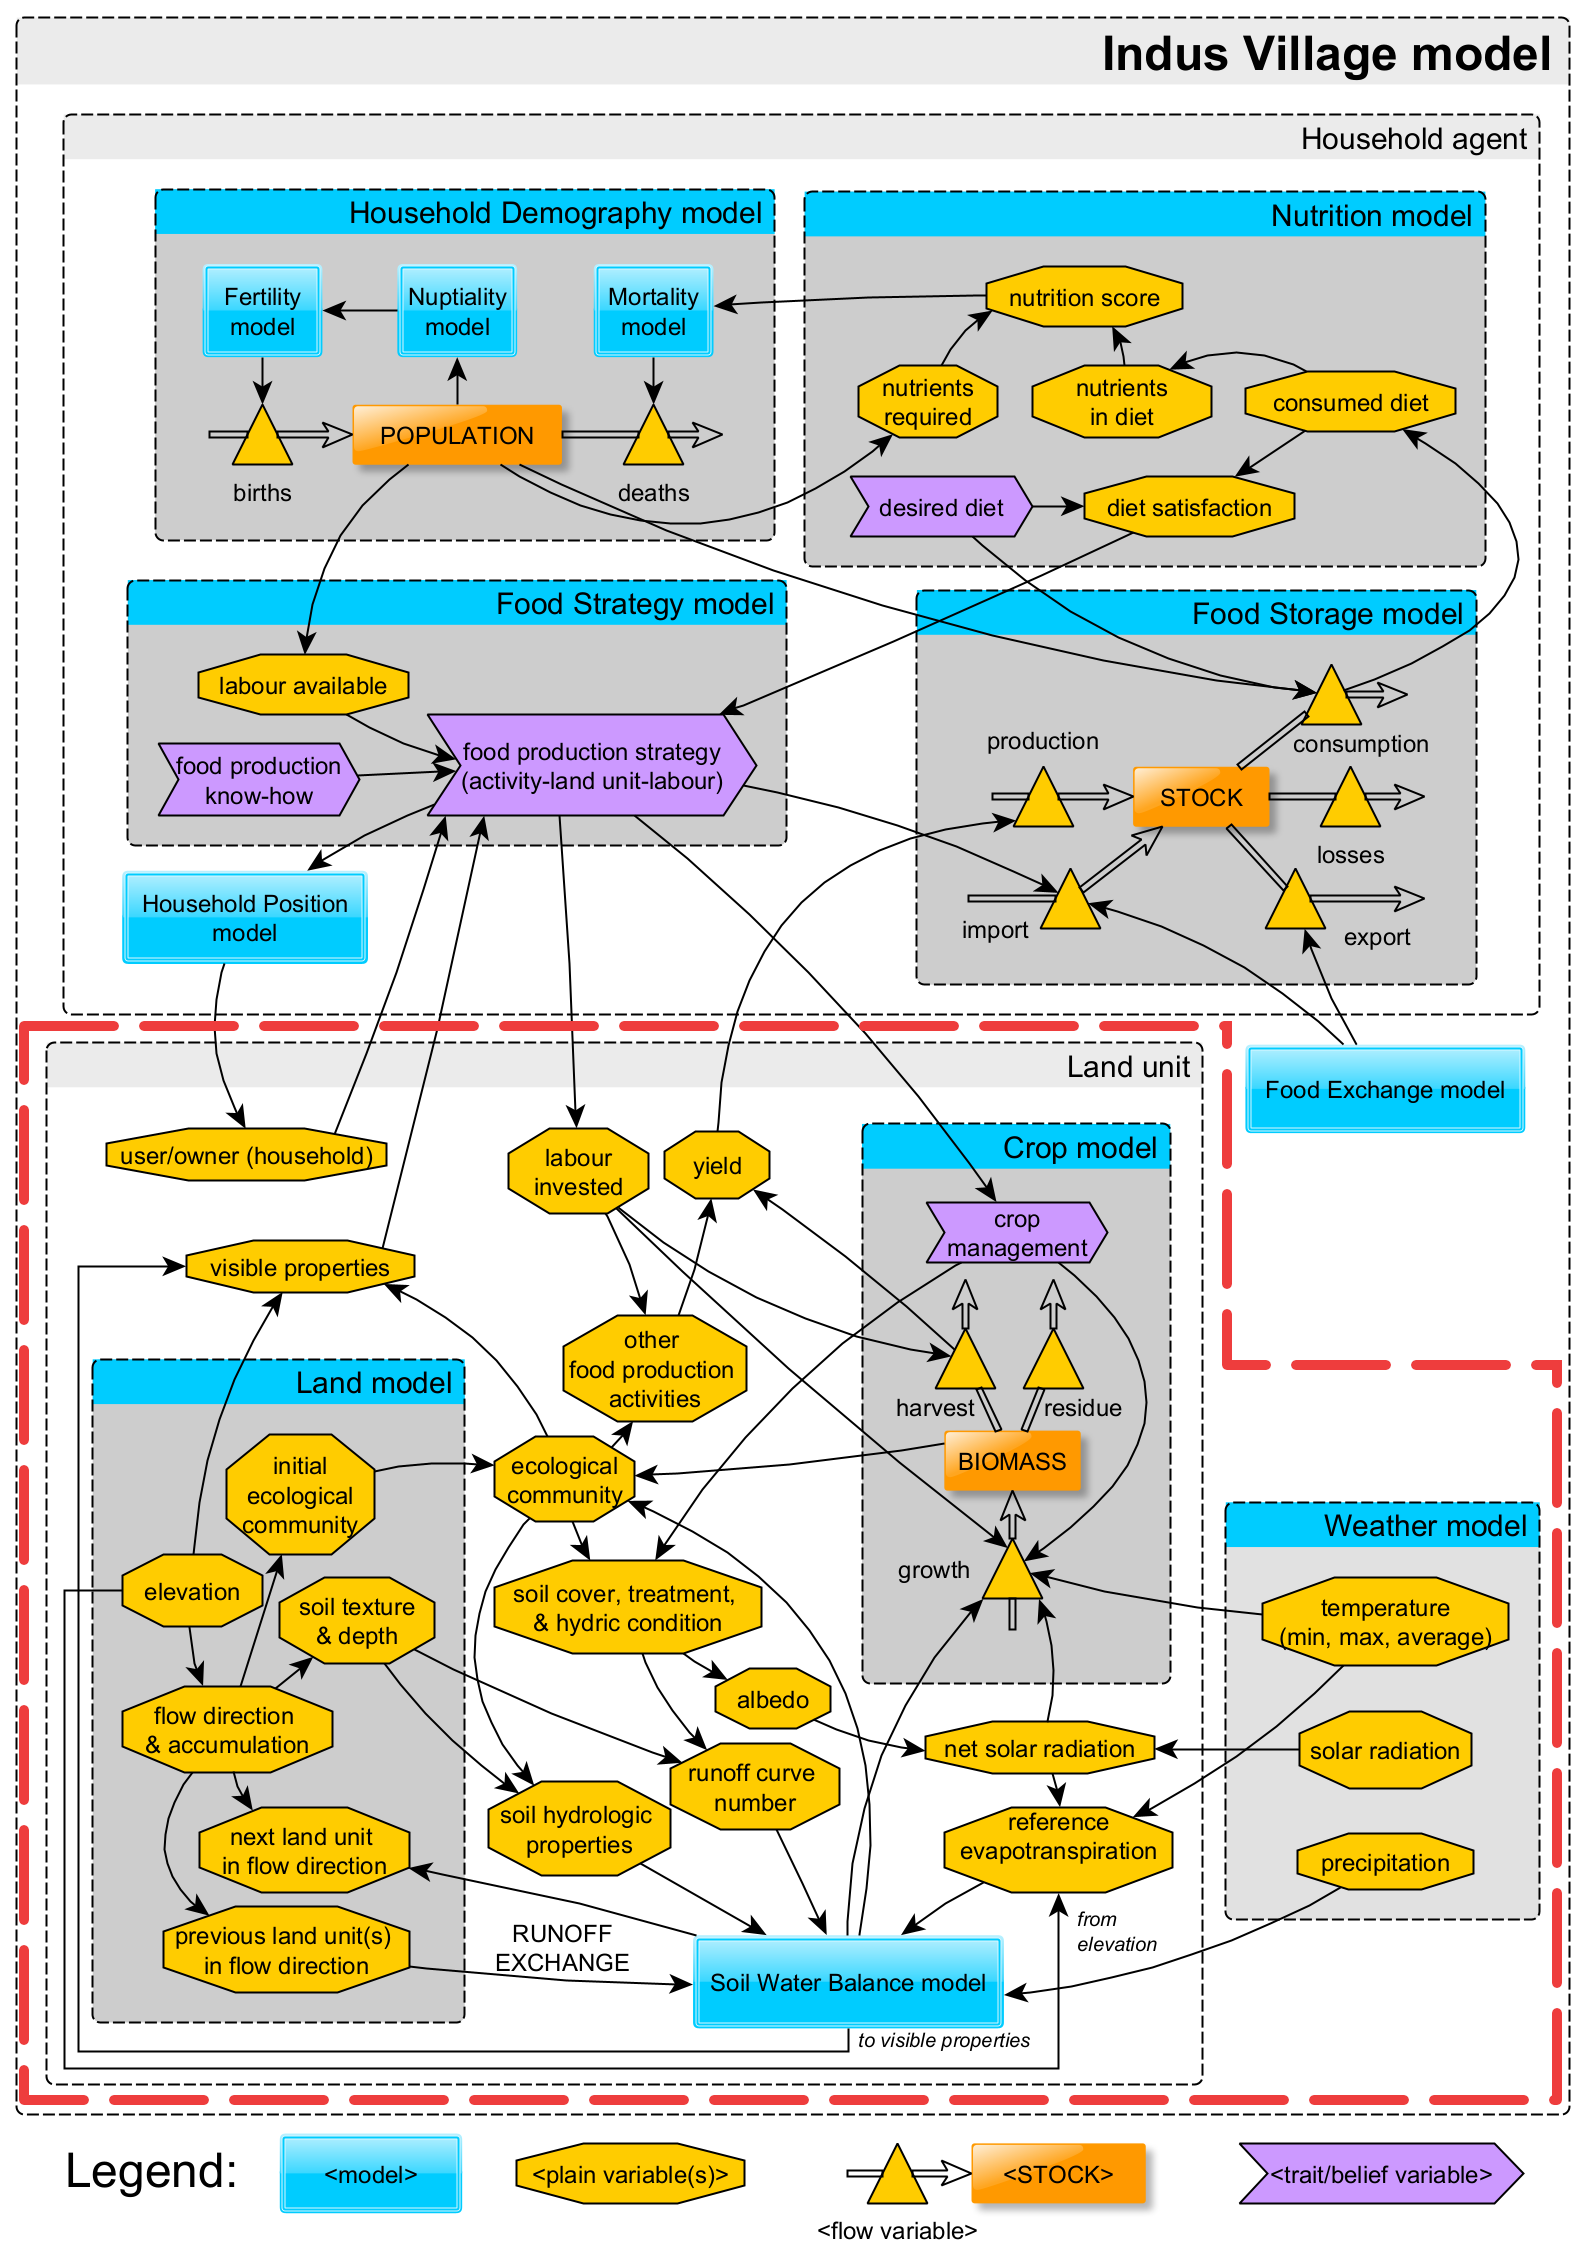 Indus Village model
Household agent
Household Demography model
Fertility
model
Nuptiality
model
Mortality
model
POPULATION
births
deaths
Nutrition model
nutrition score
nutrients
required
nutrients
in diet
consumed diet
desired diet
diet satisfaction
Food Strategy model
labour available
food production
know-how
food production strategy
(activity-land unit-labour)
Food Storage model
production
consumption
STOCK
losses
import
export
Household Position
model
Food Exchange model
Land unit
user/owner (household)
labour
invested
yield
visible properties
other
food production
activities
Crop model
crop
management
harvest
residue
BIOMASS
growth
Land model
initial
ecological
community
elevation
soil texture
& depth
flow direction
& accumulation
next land unit
in flow direction
previous land unit(s)
in flow direction
ecological
community
soil cover, treatment,
& hydric condition
albedo
runoff curve
number
soil hydrologic
properties
net solar radiation
reference
evapotranspiration
from
elevation
RUNOFF
EXCHANGE
Soil Water Balance model
to visible properties
Weather model
temperature
(min, max, average)
solar radiation
precipitation
Legend:
<model>
<plain variable(s)>
<flow variable>
<STOCK>
<trait/belief variable>